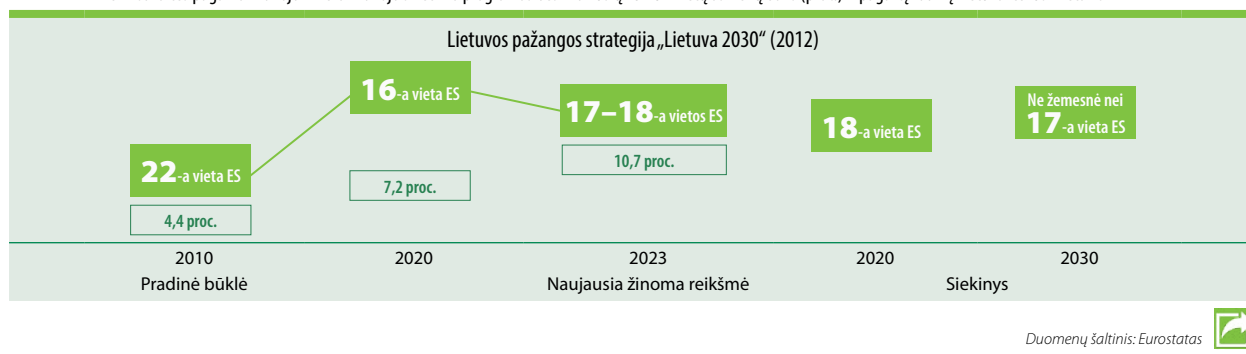 Lietuvos pažangos strategija „Lietuva 2030“ (2012)
22-a vieta ES
4,4 proc.
16-a vieta ES
7,2 proc.
17–18-a vietos ES
10,7 proc.
18-a vieta ES
Ne žemesnė nei
17-a vieta ES
2010 2020 2023 2020 2030
Pradinė būklė Naujausia žinoma reikšmė Siekinys
Duomenų šaltinis: Eurostatas